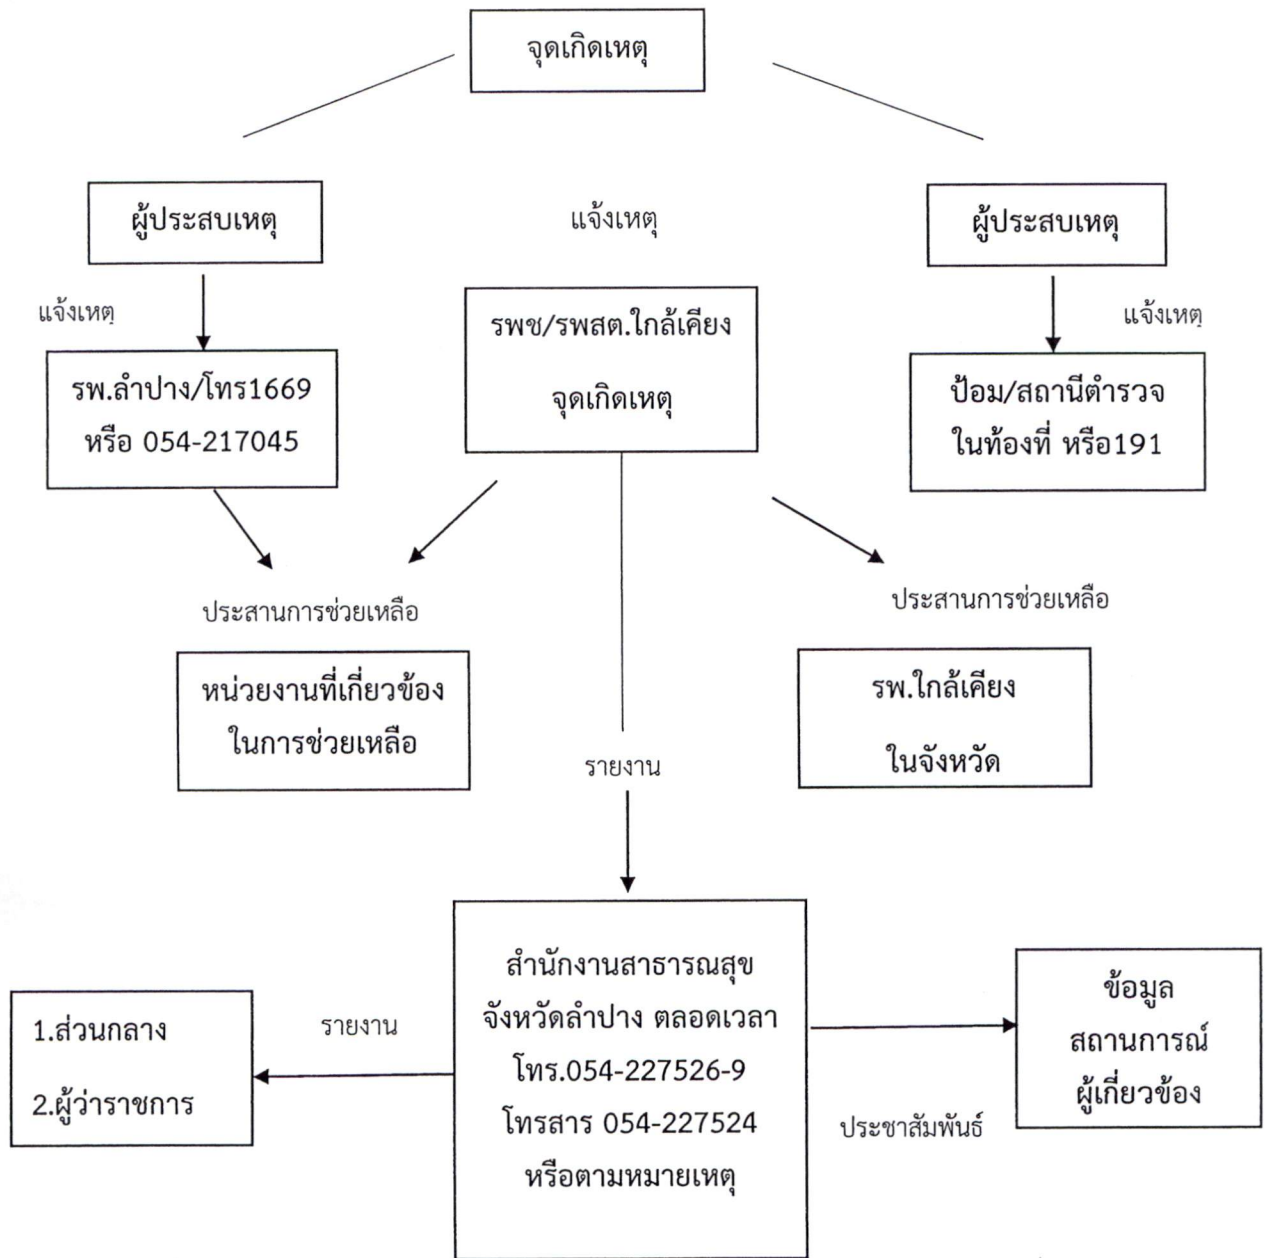 จุดเกิดเหตุ
ผู้ประสบเหตุ
แจ้งเหตุ
ผู้ประสบเหตุ
แจ้งเหตุ
รพช/รพสต.ใกล้เคียง
จุดเกิดเหตุ
แจ้งเหตุ
รพ.ลำปาง/โทร1669
หรือ 054-217045
ป้อม/สถานีตำรวจ
ในท้องที่ หรือ191
ประสานการช่วยเหลือ
ประสานการช่วยเหลือ
หน่วยงานที่เกี่ยวข้อง
ในการช่วยเหลือ
รพ.ใกล้เคียง
ในจังหวัด
รายงาน
สำนักงานสาธารณสุข
จังหวัดลำปาง ตลอดเวลา
โทร.054-227526-9
โทรสาร 054-227524
หรือตามหมายเหตุ
รายงาน
1.ส่วนกลาง
2.ผู้ว่าราชการ
ข้อมูล
สถานการณ์
ผู้เกี่ยวข้อง
ประชาสัมพันธ์